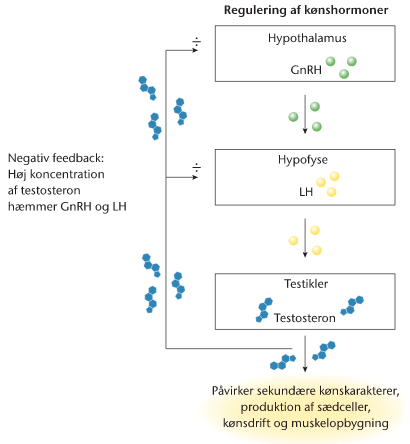 Regulering af kønshormoner
÷
Hypothalamus
GnRH
Negativ feedback:
Høj koncentration
af testosteron
hæmmer GnRH og LH
÷
Hypofyse
LH
Testikler
Testosteron
Påvirker sekundære kønskarakterer,
produktion af sædceller,
kønsdrift og muskelopbygning